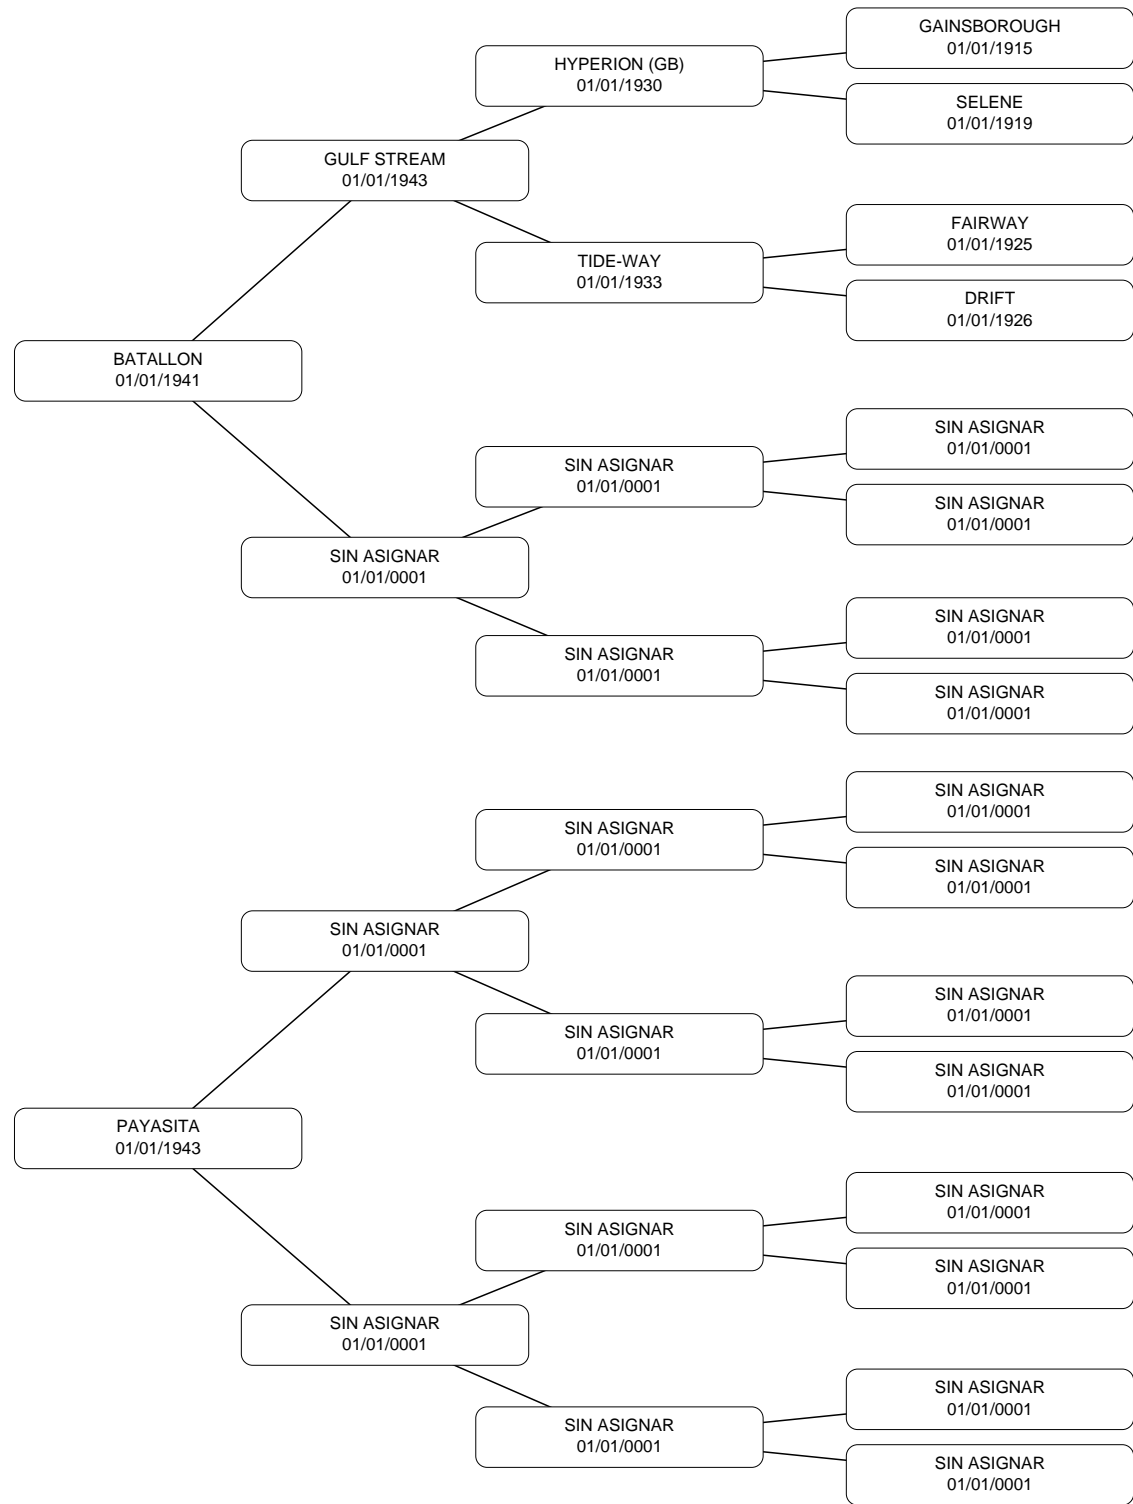 GAINSBOROUGH
01/01/1915
HYPERION (GB)
01/01/1930
SELENE
01/01/1919
GULF STREAM
01/01/1943
FAIRWAY
01/01/1925
TIDE-WAY
01/01/1933
DRIFT
01/01/1926
BATALLON
01/01/1941
SIN ASIGNAR
01/01/0001
SIN ASIGNAR
01/01/0001
SIN ASIGNAR
01/01/0001
SIN ASIGNAR
01/01/0001
SIN ASIGNAR
01/01/0001
SIN ASIGNAR
01/01/0001
SIN ASIGNAR
01/01/0001
SIN ASIGNAR
01/01/0001
SIN ASIGNAR
01/01/0001
SIN ASIGNAR
01/01/0001
SIN ASIGNAR
01/01/0001
SIN ASIGNAR
01/01/0001
SIN ASIGNAR
01/01/0001
SIN ASIGNAR
01/01/0001
PAYASITA
01/01/1943
SIN ASIGNAR
01/01/0001
SIN ASIGNAR
01/01/0001
SIN ASIGNAR
01/01/0001
SIN ASIGNAR
01/01/0001
SIN ASIGNAR
01/01/0001
SIN ASIGNAR
01/01/0001
SIN ASIGNAR
01/01/0001